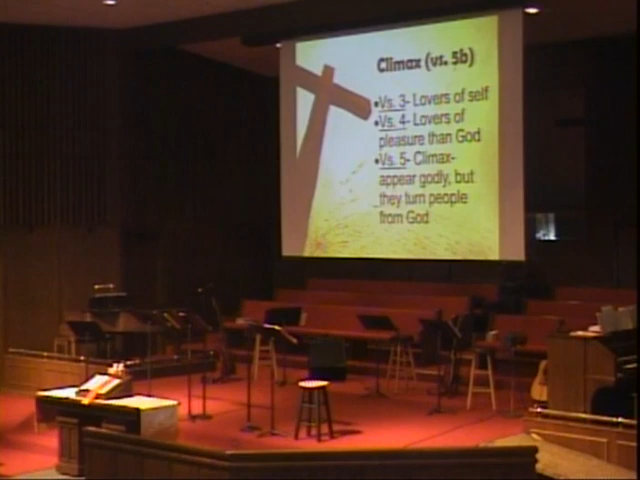 Climax (vs. 5b)
•Vs. 3- Lovers of self
•Vs. 4- Lovers of
pleasure than God
•Vs. 5- Climax-
appear godly, but
they turn people
from God